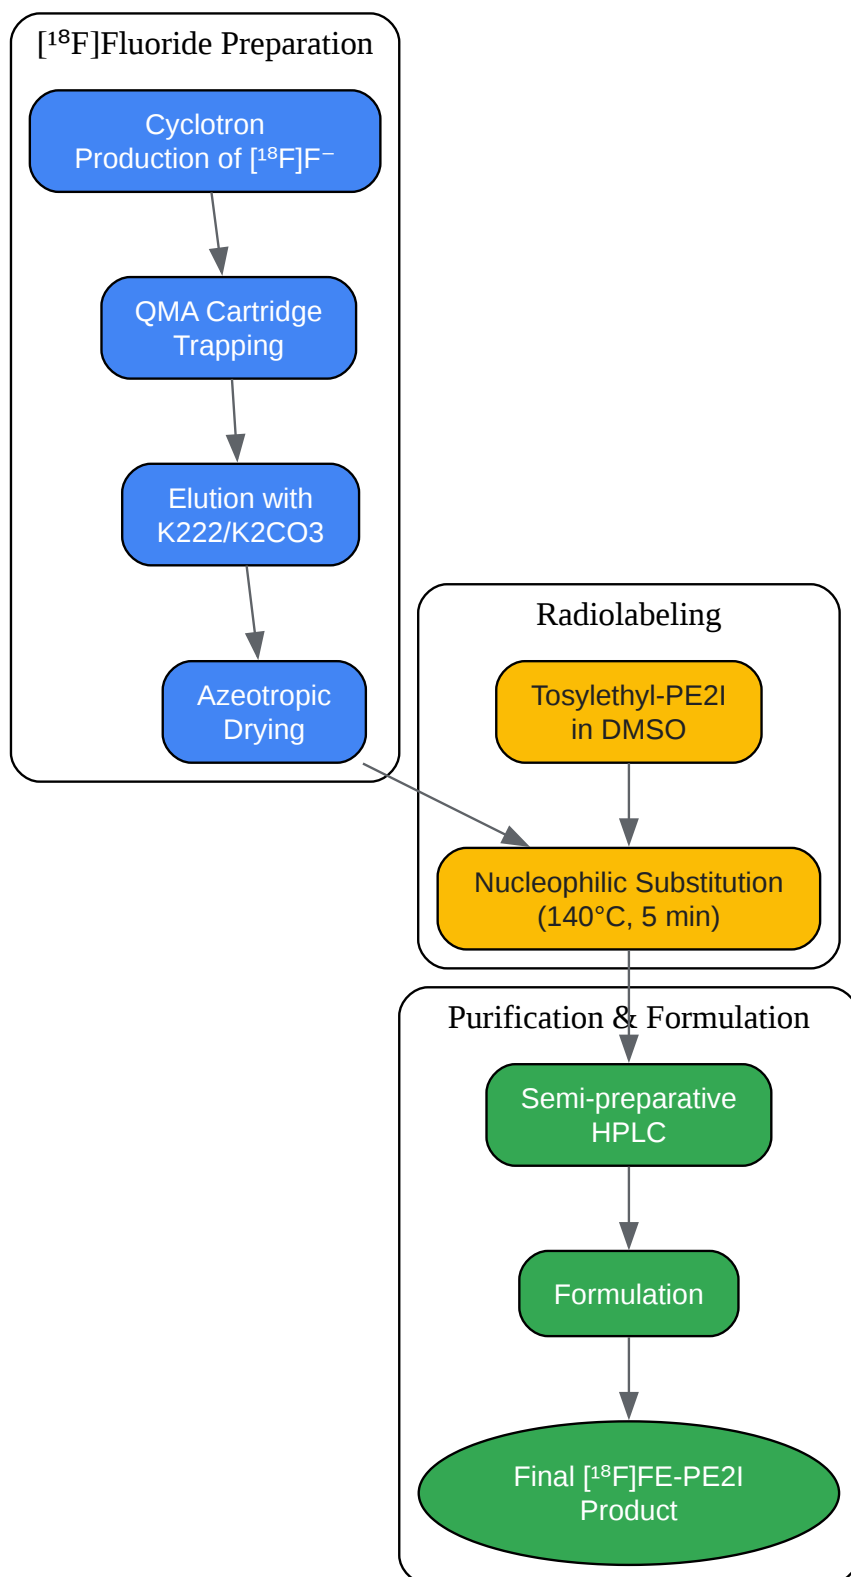 [¹⁸F]Fluoride Preparation
Cyclotron
Production of [¹⁸F]F⁻
QMA Cartridge
Trapping
Elution with
K222/K2CO3
Azeotropic
Drying
Radiolabeling
Tosylethyl-PE2I
in DMSO
Nucleophilic Substitution
(140°C, 5 min)
Purification & Formulation
Semi-preparative
HPLC
Formulation
Final [¹⁸F]FE-PE2I
Product